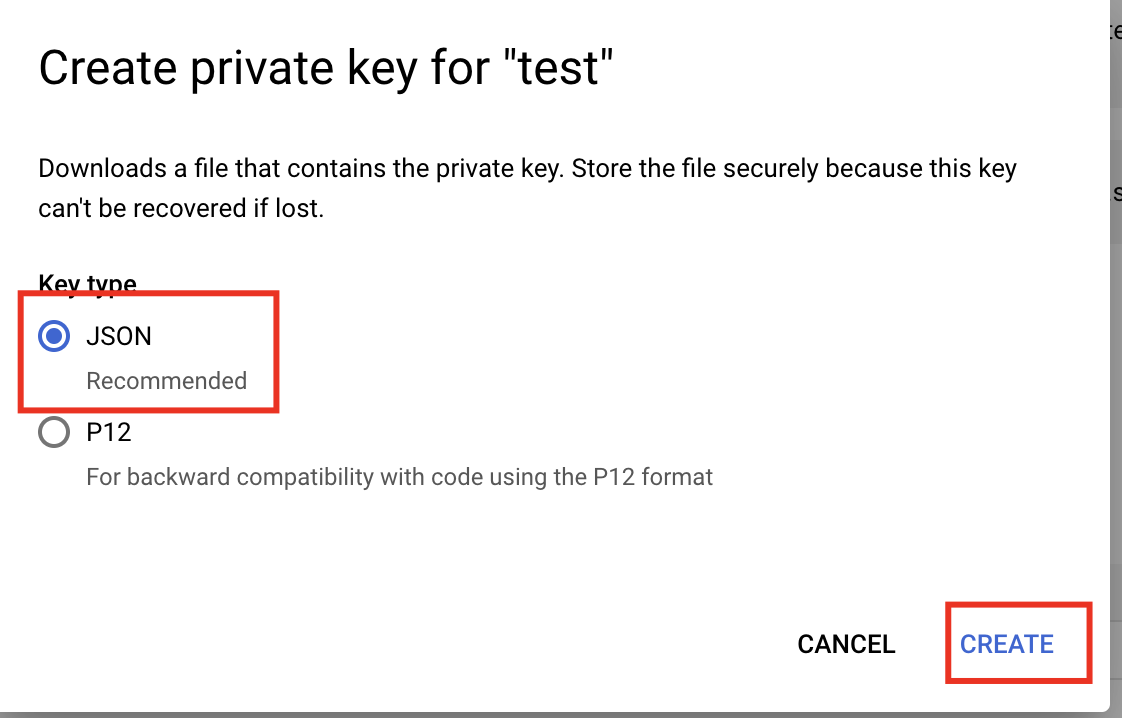 Create private key for "test"
Downloads a file that contains the private key. Store the file securely because this key
can't be recovered if lost.
Key type
JSON
Recommended
P12
For backward compatibility with code using the P12 format
CANCEL
CREATE